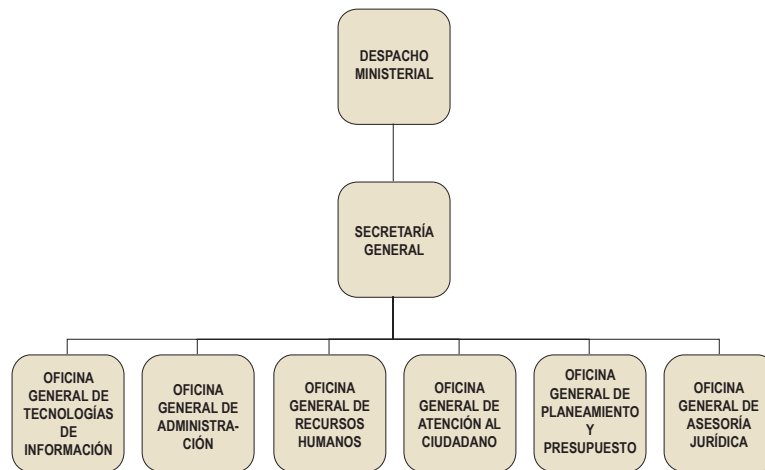 DESPACHO
MINISTERIAL
SECRETARÍA
GENERAL
OFICINA
GENERAL DE
TECNOLOGÍAS
DE
INFORMACIÓN
OFICINA
GENERAL DE
ADMINISTRA-
CIÓN
OFICINA
GENERAL DE
RECURSOS
HUMANOS
OFICINA
GENERAL DE
ATENCIÓN AL
CIUDADANO
OFICINA
GENERAL DE
PLANEAMIENTO
Y
PRESUPUESTO
OFICINA
GENERAL DE
ASESORÍA
JURÍDICA